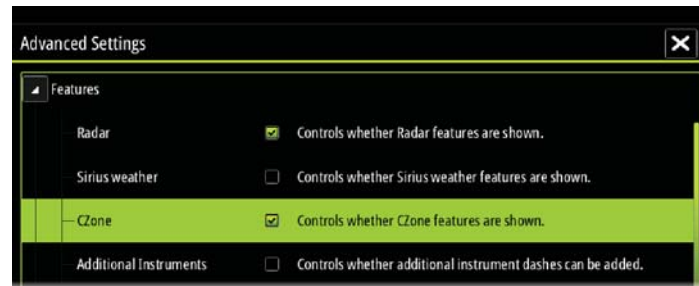 Advanced Settings
Features
Radar Controls whether Radar features are shown.
Sirius weather Controls whether Sirius weather features are shown.
CZone Controls whether CZone features are shown.
Additional Instruments Controls whether additional instrument dashes can be added.